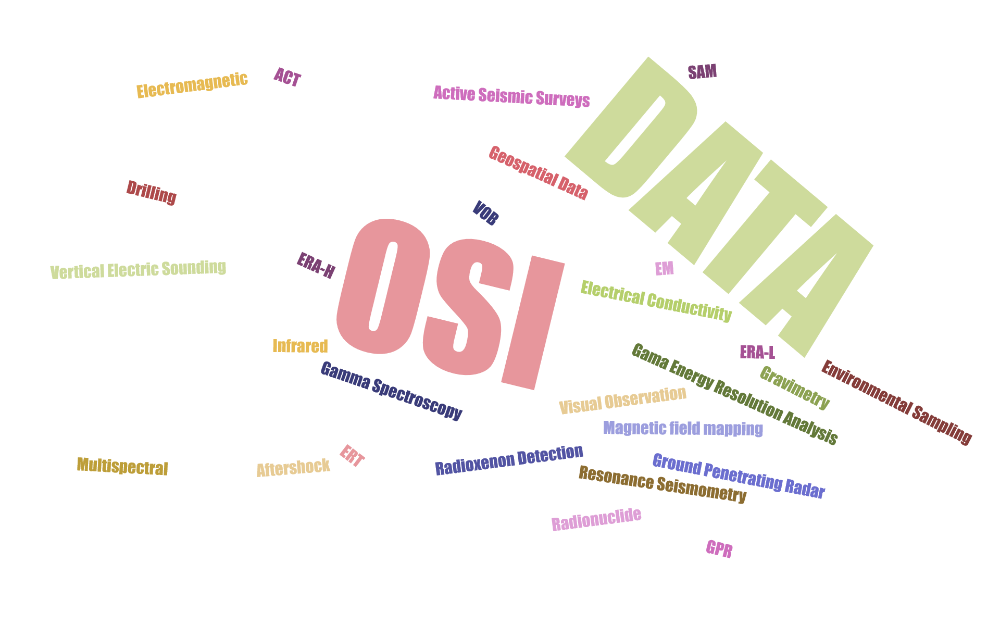 SAM
ACT
Electromagnetic
Active Seismic Surveys
DATA
Geospatial Data
Drilling
VOB
OSI
ERA-H
Vertical Electric Sounding
EM
Electrical Conductivity
Infrared
ERA-L
Gamma Spectroscopy
Gama Energy Resolution Analysis
Gravimetry
Environmental Sampling
Visual Observation
Magnetic field mapping
ERT
Radioxenon Detection
Multispectral
Aftershock
Ground Penetrating Radar
Resonance Seismometry
Radionuclide
GPR